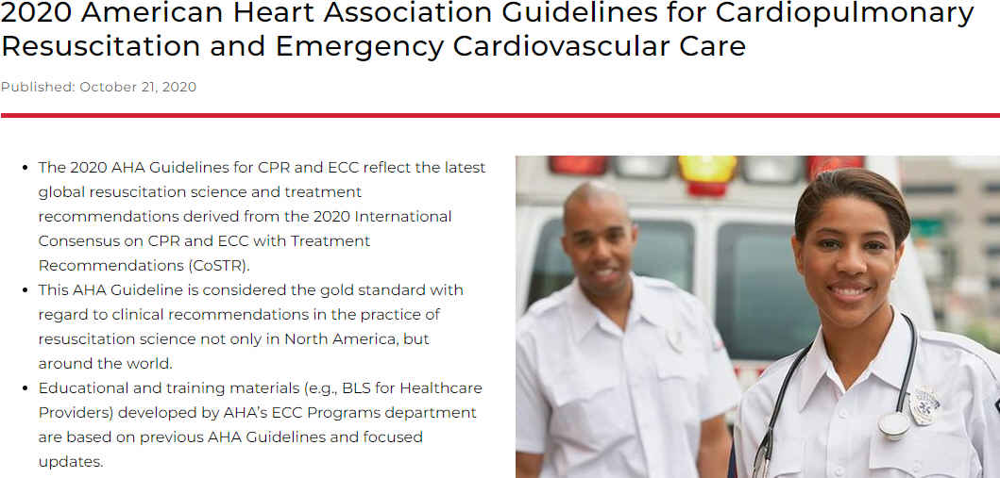 2020 American Heart Association Guidelines for Cardiopulmonary
Resuscitation and Emergency Cardiovascular Care
Published: October 21, 2020
• The 2020 AHA Guidelines for CPR and ECC reflect the latest
global resuscitation science and treatment
recommendations derived from the 2020 International
Consensus on CPR and ECC with Treatment
Recommendations (CoSTR).
• This AHA Guideline is considered the gold standard with
regard to clinical recommendations in the practice of
resuscitation science not only in North America, but
around the world.
• Educational and training materials (e.g., BLS for Healthcare
Providers) developed by AHA’s ECC Programs department
are based on previous AHA Guidelines and focused
updates.